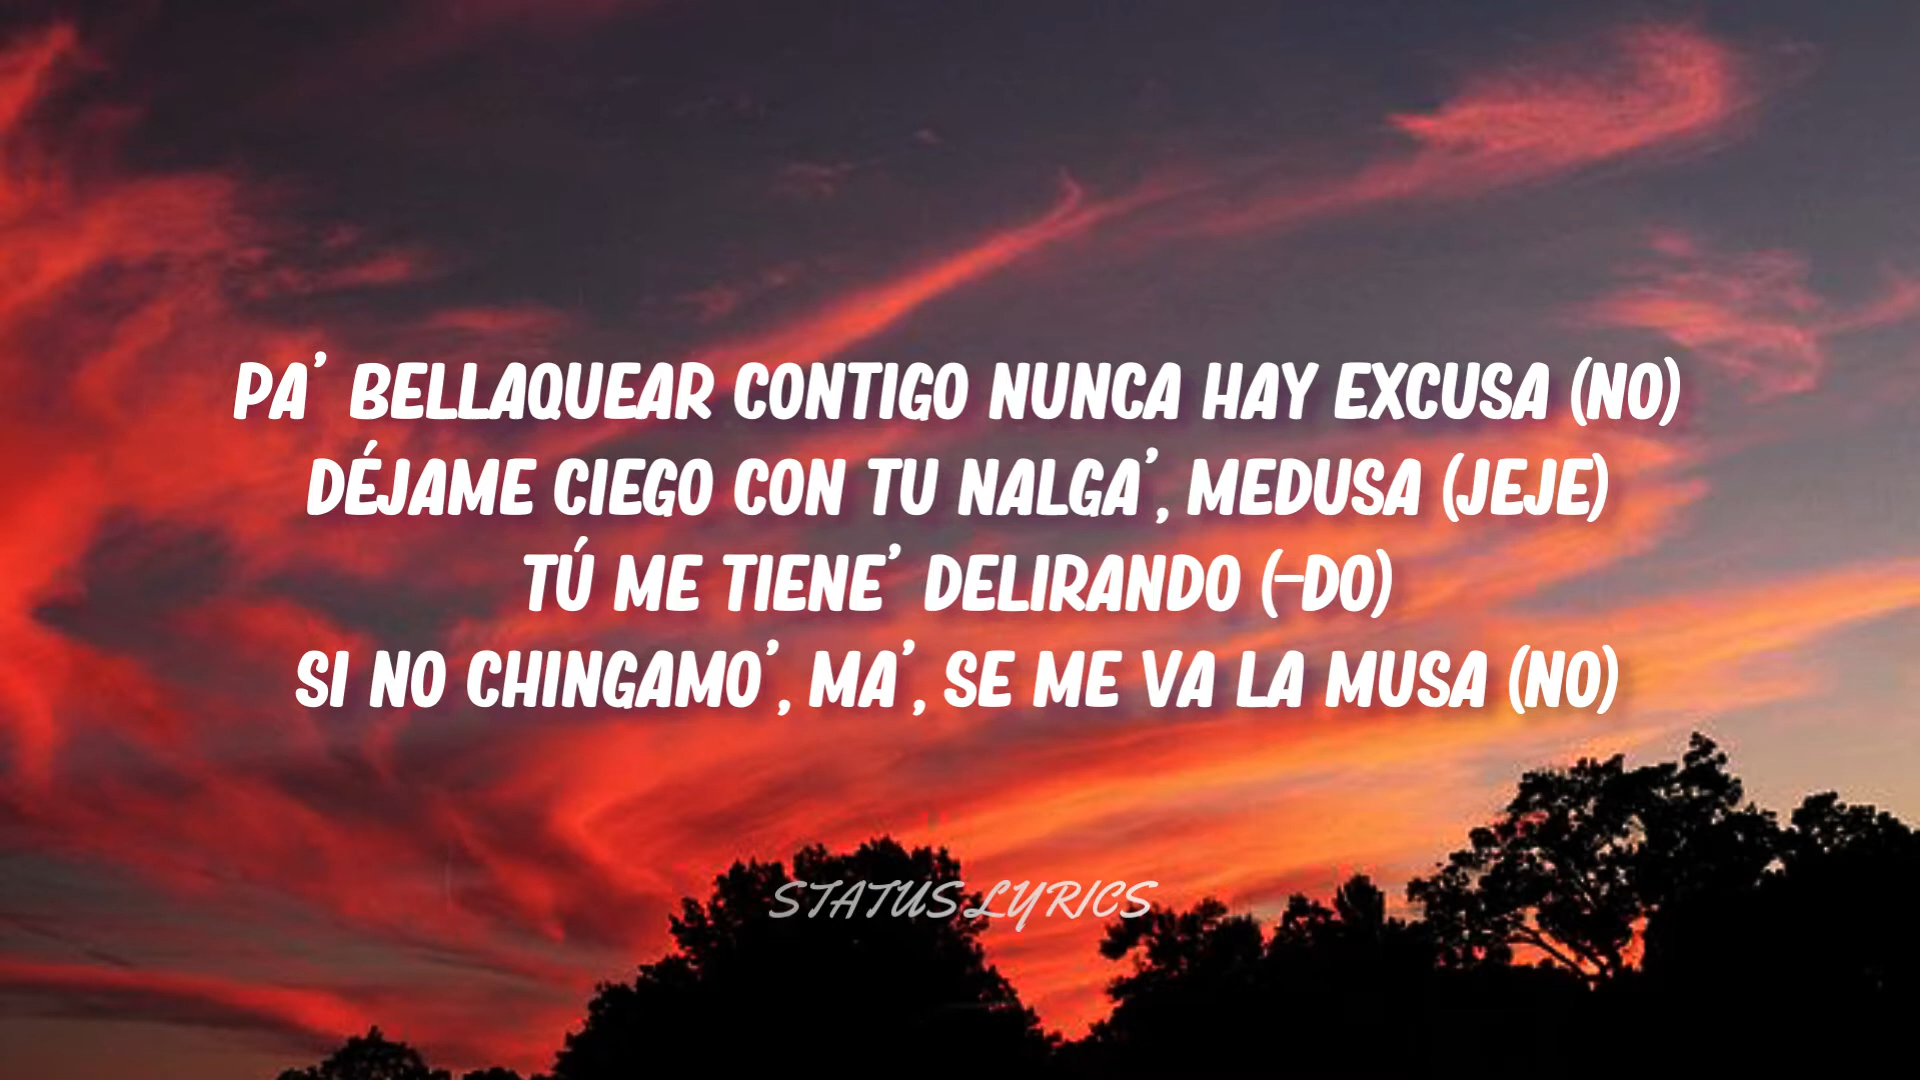 PA' BELLAQUEAR CONTIGO NUNCA HAY EXCUSA (NO)
DÉJAME CIEGO CON TU NALGA', MEDUSA (JEJE)
TÚ ME TIENE' DELIRANDO (-DO)
SI NO CHINGAMO', MA', SE ME VA LA MUSA (NO)
STATUS LYRICS